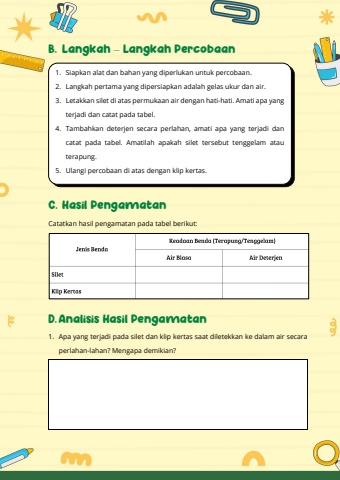 B. Langkah – Langkah Percobaan
1. Siapkan alat dan bahan yang diperlukan untuk percobaan.
2. Langkah pertama yang dipersiapkan adalah gelas ukur dan air.
3. Letakkan silet di atas permukaan air dengan hati-hati. Amati apa yang
terjadi dan catat pada tabel.
4. Tambahkan deterjen secara perlahan, amati apa yang terjadi dan
catat pada tabel. Amatilah apakah silet tersebut tenggelam atau
terapung.
5. Ulangi percobaan di atas dengan klip kertas.
C. Hasil Pengamatan
Catatkan hasil pengamatan pada tabel berikut:
Jenis Benda
Keadaan Benda (Terapung/Tenggelam)
Air Biasa
Air Deterjen
Silet
Klip Kertas
D. Analisis Hasil Pengamatan
1. Apa yang terjadi pada silet dan klip kertas saat diletekkan ke dalam air secara
perlahan-lahan? Mengapa demikian?